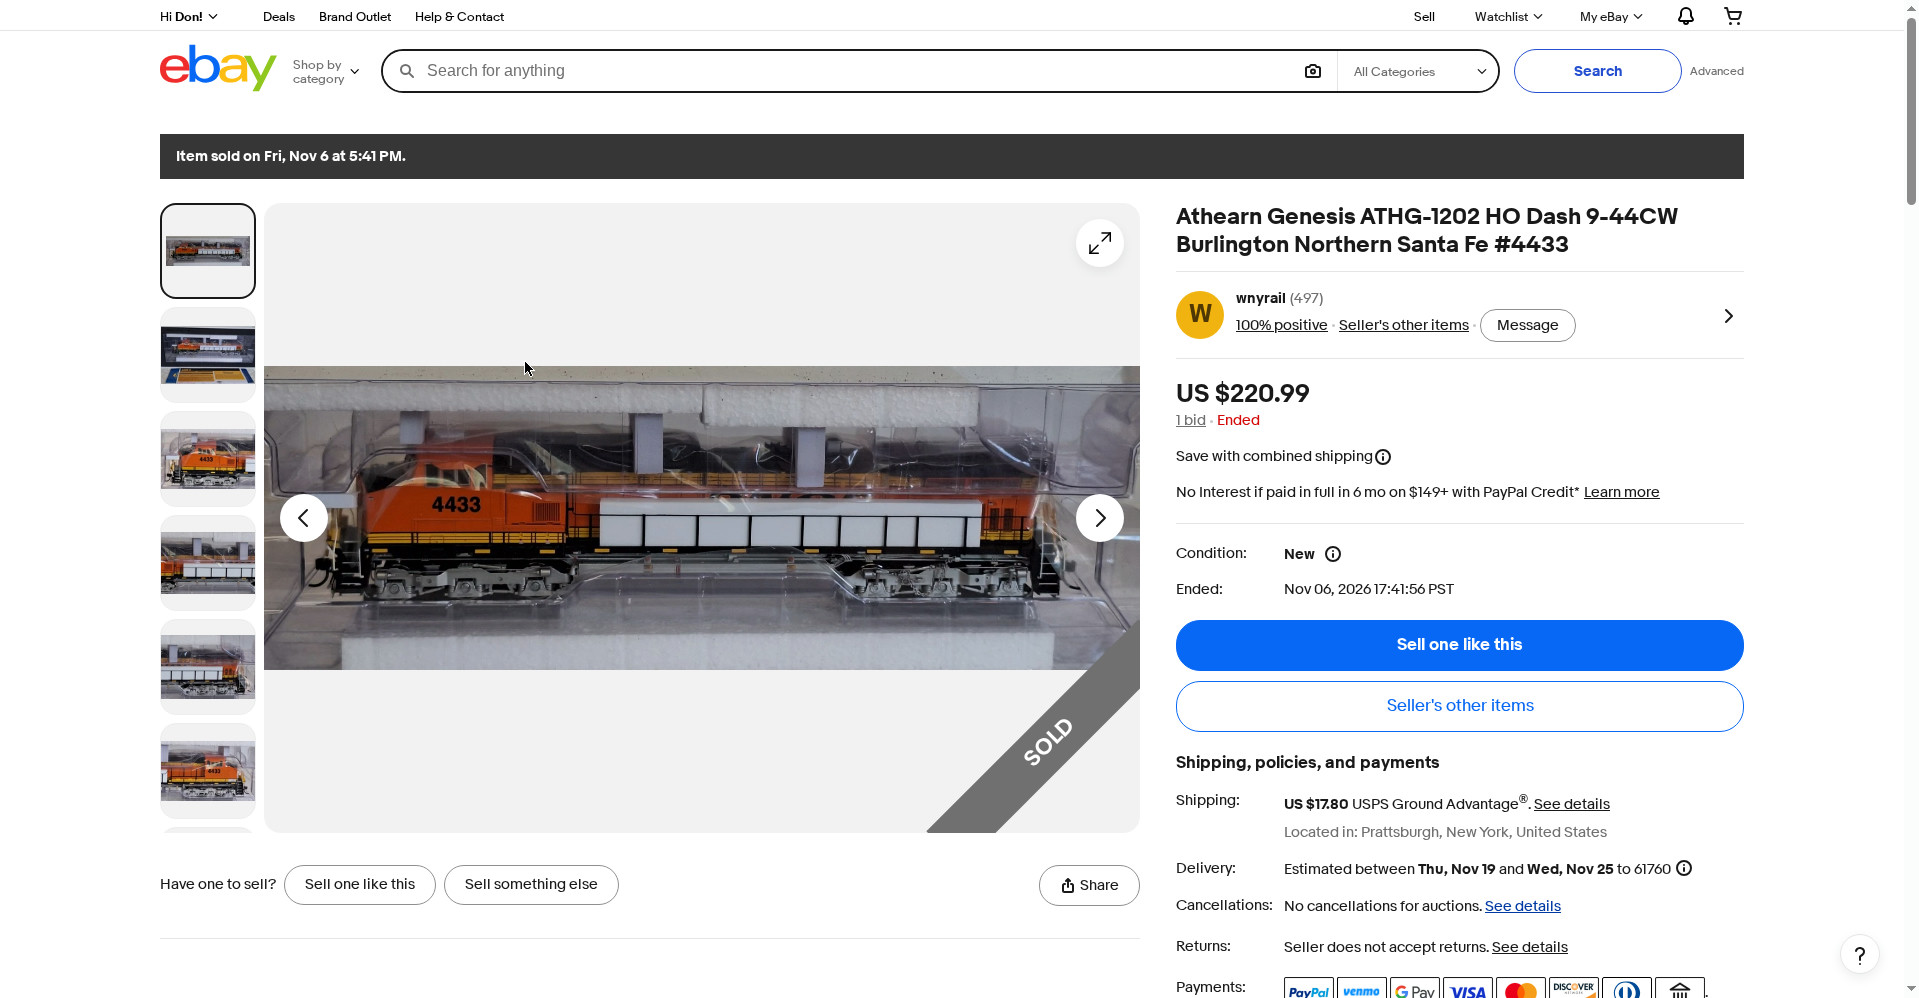 Hi Don!
Deals
Brand Outlet
Help & Contact
Sell
Watchlist
My eBay
ebay
Shop by
category
Search for anything
All Categories
Search
Advanced
Item sold on Fri, Nov 6 at 5:41 PM.
4433
SOLD
Have one to sell?
Sell one like this
Sell something else
Share
Athearn Genesis ATHG-1202 HO Dash 9-44CW
Burlington Northern Santa Fe #4433
W
wnyrail (497)
100% positive · Seller's other items · Message
US $220.99
1 bid · Ended
Save with combined shipping
No Interest if paid in full in 6 mo on $149+ with PayPal Credit* Learn more
Condition: New
Ended: Nov 06, 2026 17:41:56 PST
Sell one like this
Seller's other items
Shipping, policies, and payments
Shipping: US $17.80 USPS Ground Advantage®. See details
Located in: Prattsburgh, New York, United States
Delivery: Estimated between Thu, Nov 19 and Wed, Nov 25 to 61760
Cancellations: No cancellations for auctions. See details
Returns: Seller does not accept returns. See details
Payments: PayPal venmo G Pay VISA DISCOVER
?